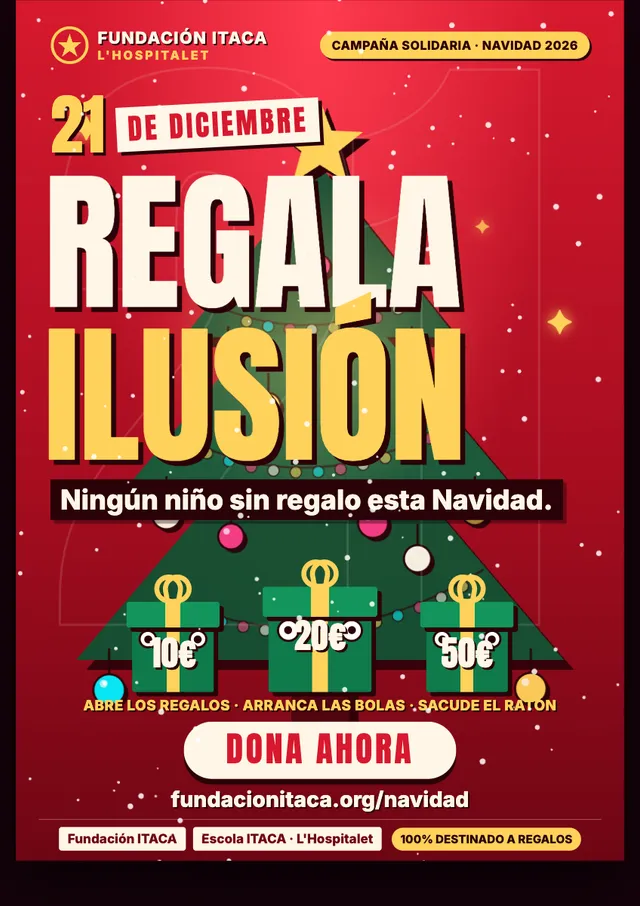 FUNDACIÓN ITACA
L'HOSPITALET
CAMPAÑA SOLIDARIA · NAVIDAD 2026
21 DE DICIEMBRE
REGALA
ILUSIÓN
Ningún niño sin regalo esta Navidad.
10€ 20€ 50€
ABRE LOS REGALOS · ARRANCA LAS BOLAS · SACUDE EL RATÓN
DONA AHORA
fundacionitaca.org/navidad
Fundación ITACA
Escola ITACA · L'Hospitalet
100% DESTINADO A REGALOS